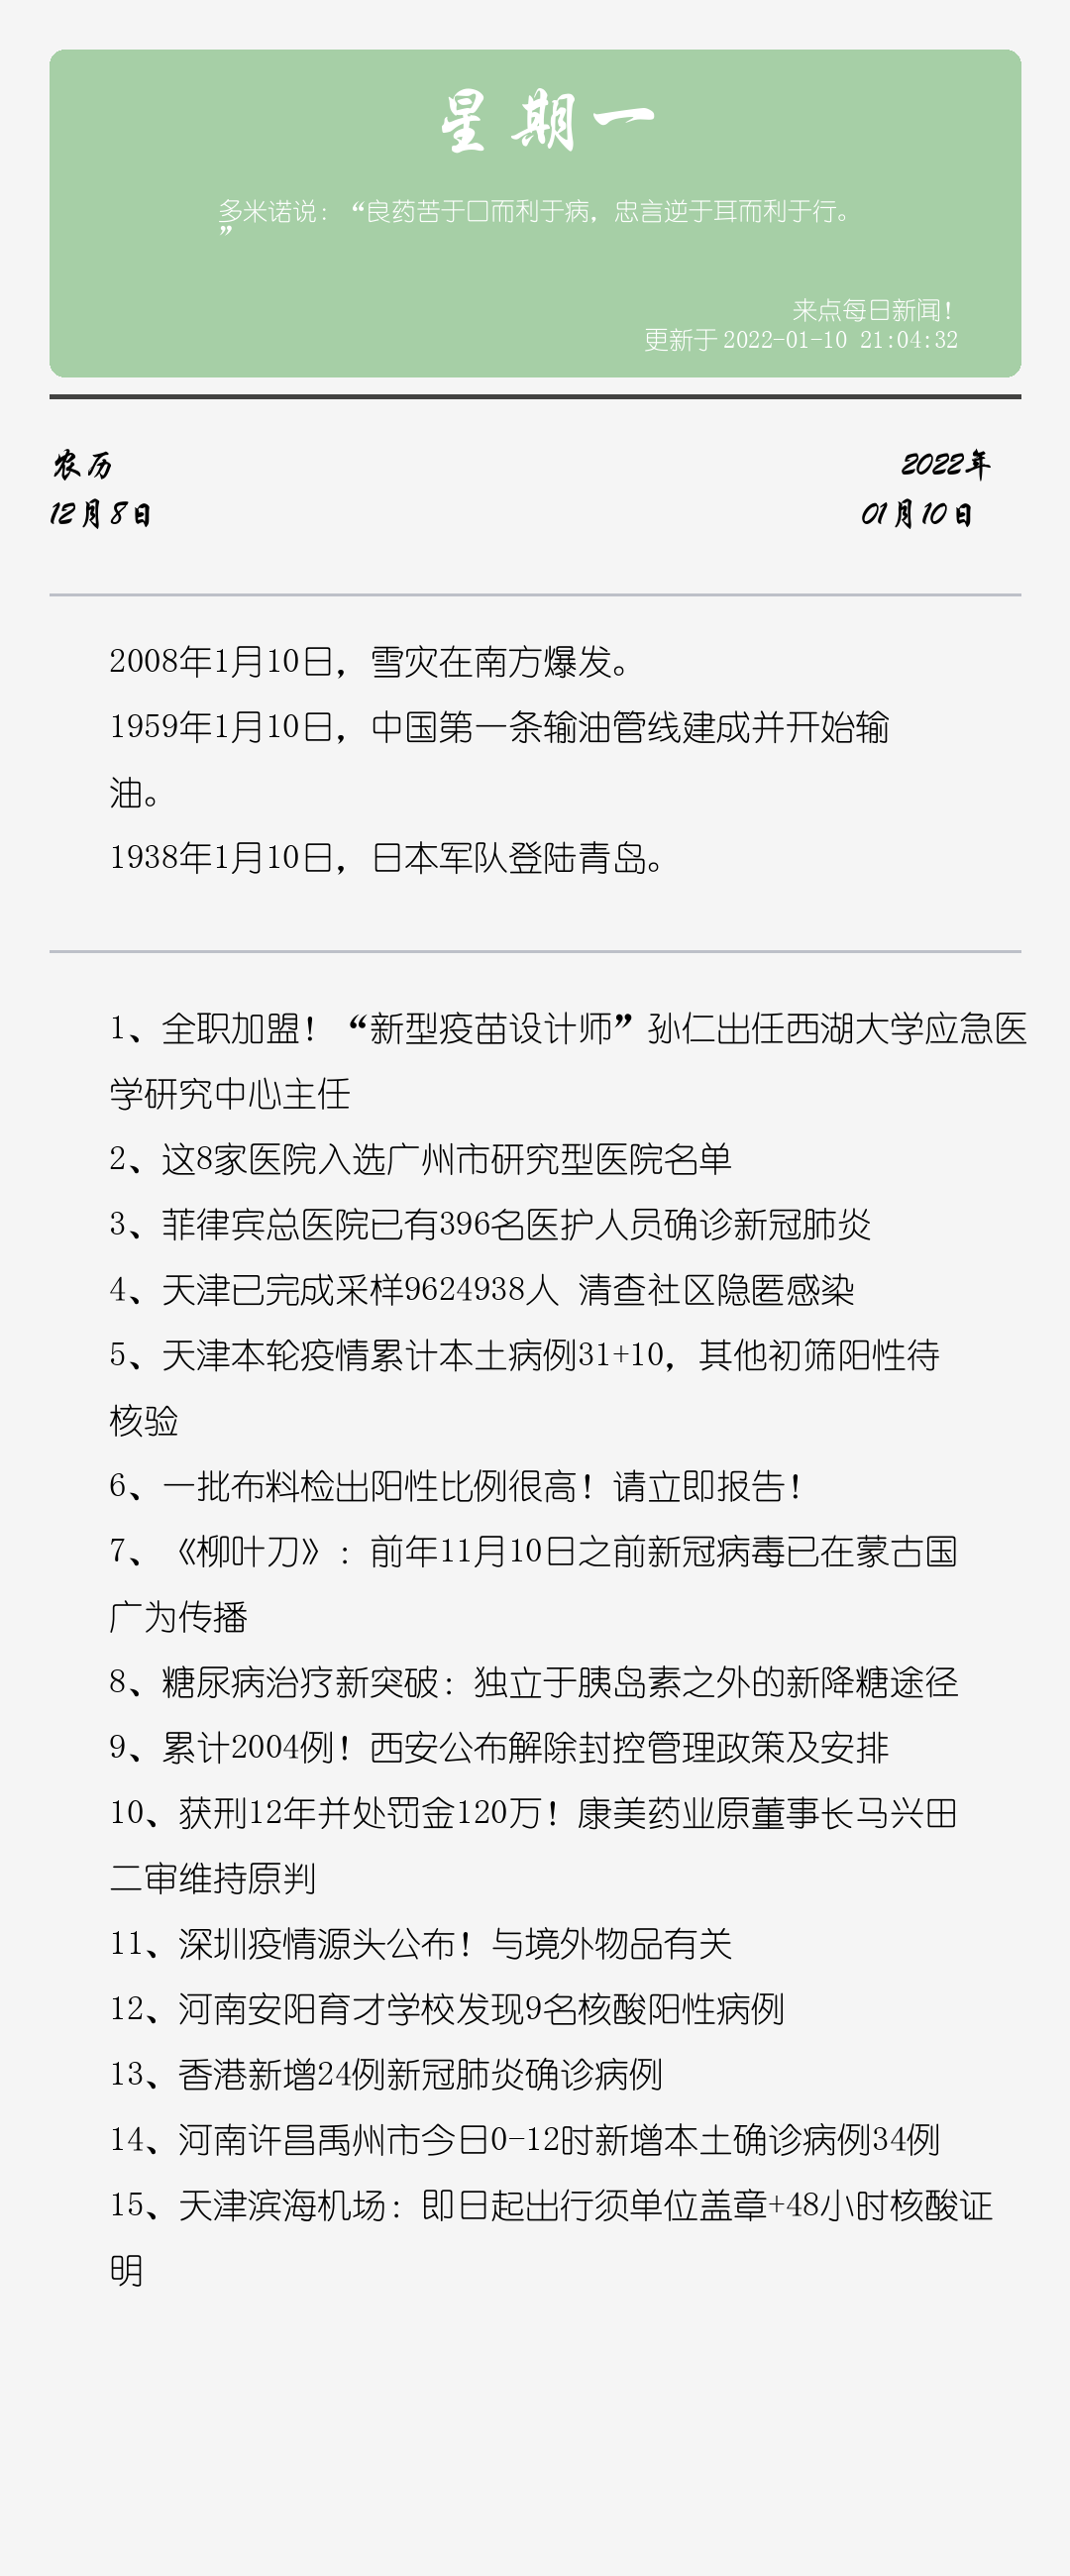 星期一
多米诺说：“良药苦于口而利于病，忠言逆于耳而利于行。
”
来点每日新闻！
更新于 2022-01-10 21:04:32
农历
2022年
12月8日
01月10日
2008年1月10日，雪灾在南方爆发。
1959年1月10日，中国第一条输油管线建成并开始输
油。
1938年1月10日，日本军队登陆青岛。
1、全职加盟！“新型疫苗设计师”孙仁出任西湖大学应急医
学研究中心主任
2、这8家医院入选广州市研究型医院名单
3、菲律宾总医院已有396名医护人员确诊新冠肺炎
4、天津已完成采样9624938人 清查社区隐匿感染
5、天津本轮疫情累计本土病例31+10，其他初筛阳性待
核验
6、一批布料检出阳性比例很高！请立即报告！
7、《柳叶刀》：前年11月10日之前新冠病毒已在蒙古国
广为传播
8、糖尿病治疗新突破：独立于胰岛素之外的新降糖途径
9、累计2004例！西安公布解除封控管理政策及安排
10、获刑12年并处罚金120万！康美药业原董事长马兴田
二审维持原判
11、深圳疫情源头公布！与境外物品有关
12、河南安阳育才学校发现9名核酸阳性病例
13、香港新增24例新冠肺炎确诊病例
14、河南许昌禹州市今日0-12时新增本土确诊病例34例
15、天津滨海机场：即日起出行须单位盖章+48小时核酸证
明